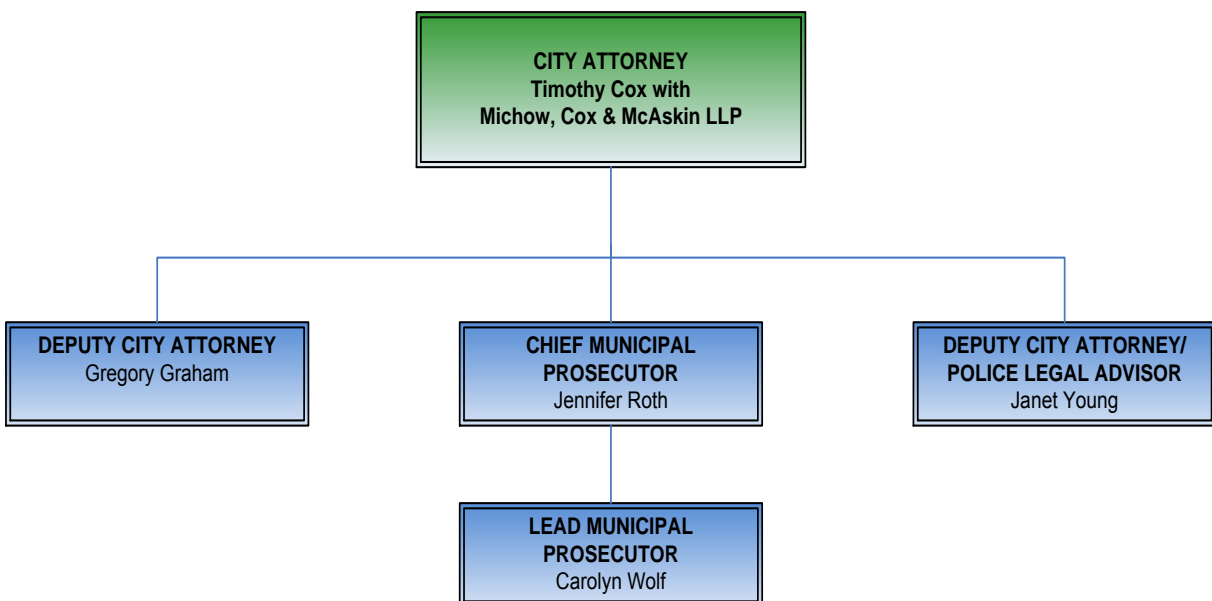 CITY ATTORNEY
Timothy Cox with
Michow, Cox & McAskin LLP
DEPUTY CITY ATTORNEY
Gregory Graham
CHIEF MUNICIPAL
PROSECUTOR
Jennifer Roth
DEPUTY CITY ATTORNEY/
POLICE LEGAL ADVISOR
Janet Young
LEAD MUNICIPAL
PROSECUTOR
Carolyn Wolf